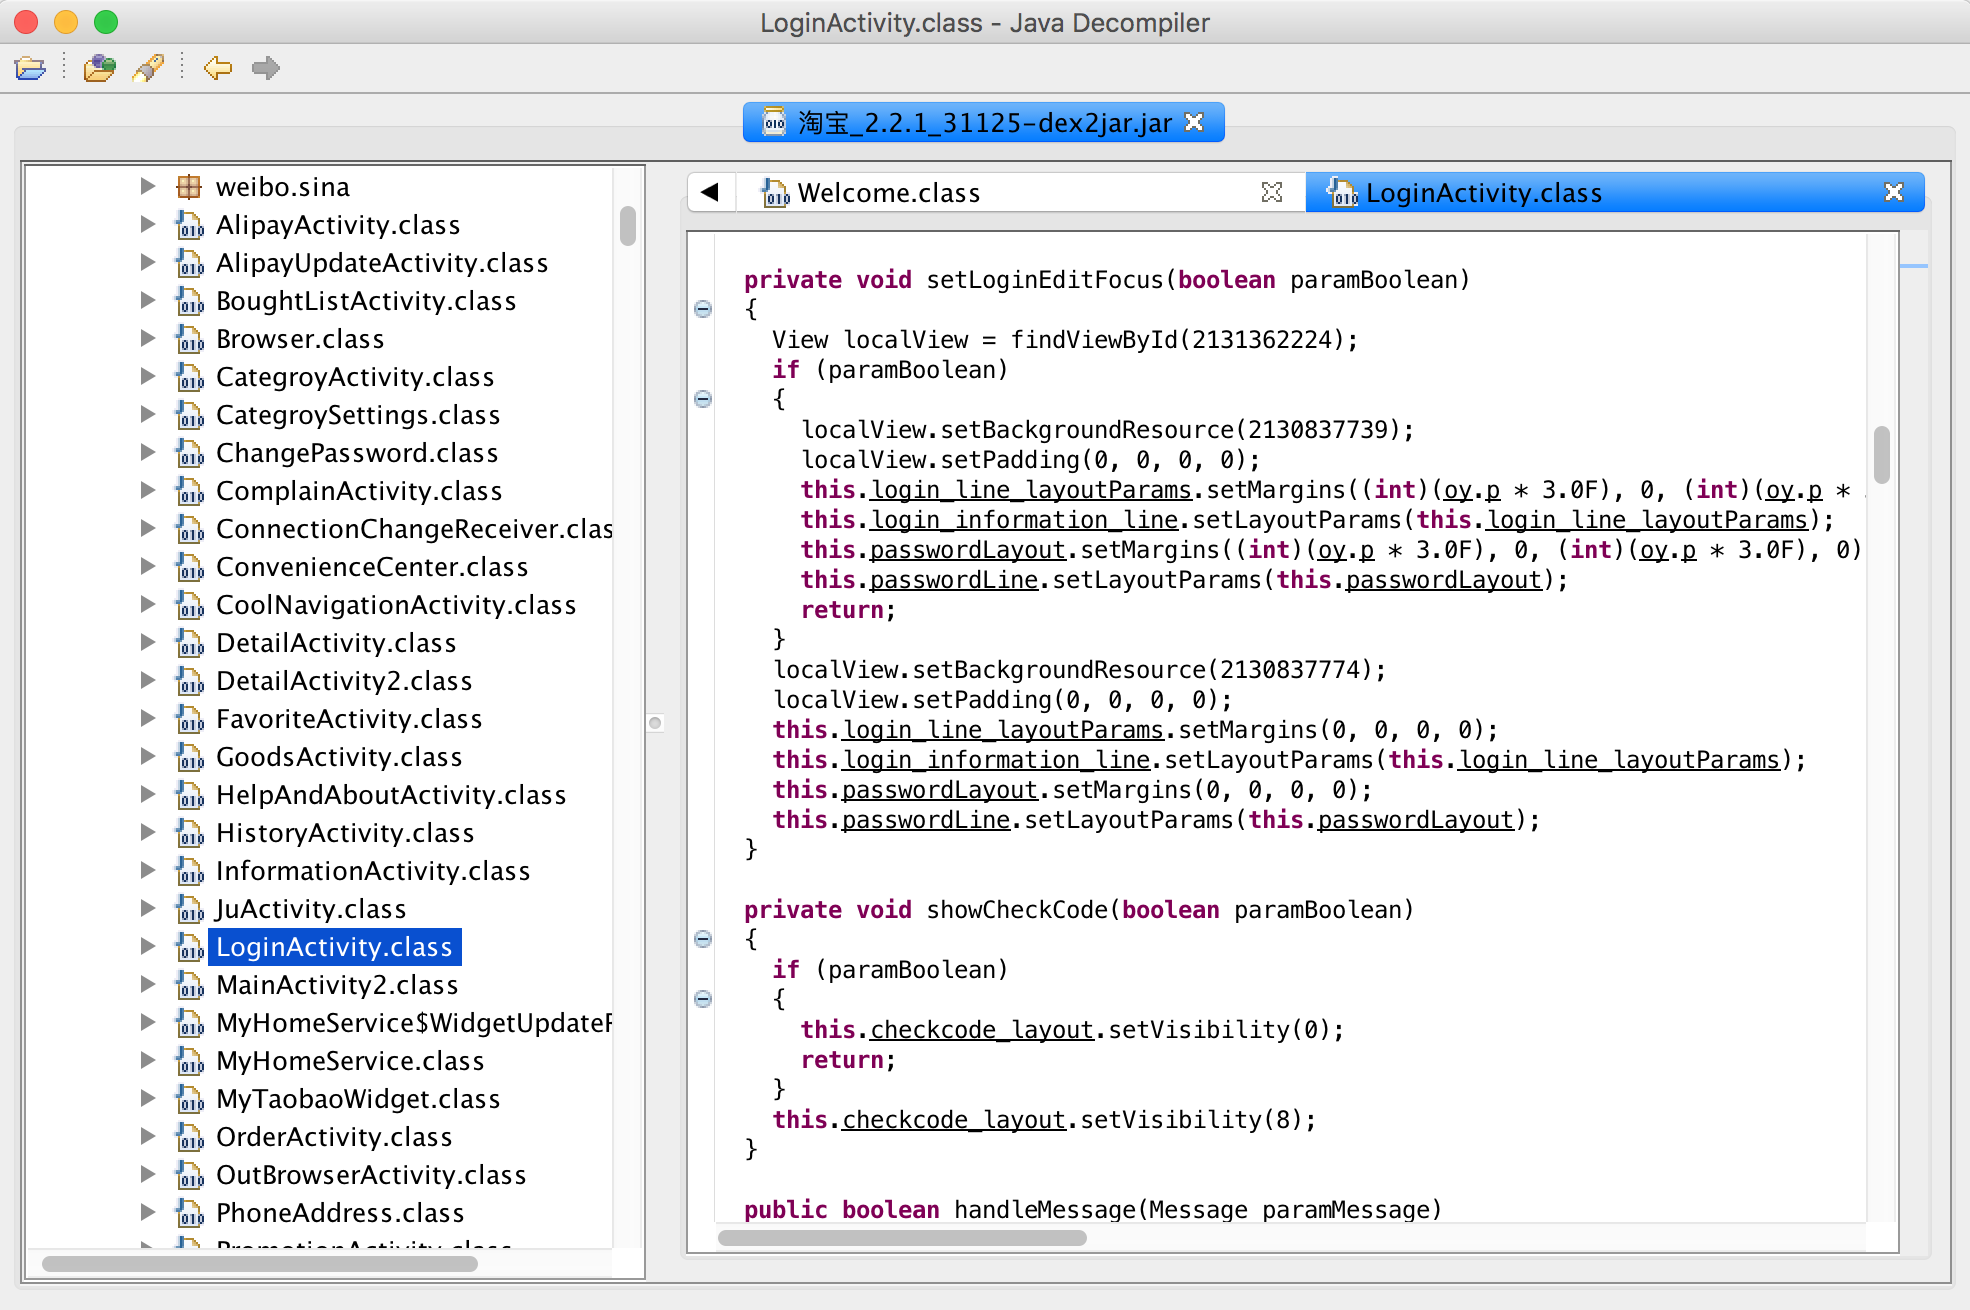 LoginActivity.class - Java Decompiler
淘宝_2.2.1_31125-dex2jar.jar
weibo.sina
AlipayActivity.class
AlipayUpdateActivity.class
BoughtListActivity.class
Browser.class
CategroyActivity.class
CategroySettings.class
ChangePassword.class
ComplainActivity.class
ConnectionChangeReceiver.clas
ConvenienceCenter.class
CoolNavigationActivity.class
DetailActivity.class
DetailActivity2.class
FavoriteActivity.class
GoodsActivity.class
HelpAndAboutActivity.class
HistoryActivity.class
InformationActivity.class
JuActivity.class
LoginActivity.class
MainActivity2.class
MyHomeService$WidgetUpdateR
MyHomeService.class
MyTaobaoWidget.class
OrderActivity.class
OutBrowserActivity.class
PhoneAddress.class
PromotionActivity.class
Welcome.class
LoginActivity.class
private void setLoginEditFocus(boolean paramBoolean)
{
View localView = findViewById(2131362224);
if (paramBoolean)
{
localView.setBackgroundResource(2130837739);
localView.setPadding(0, 0, 0, 0);
this.login_line_layoutParams.setMargins((int)(oy.p * 3.0F), 0, (int)(oy.p *
this.login_information_line.setLayoutParams(this.login_line_layoutParams);
this.passwordLayout.setMargins((int)(oy.p * 3.0F), 0, (int)(oy.p * 3.0F), 0)
this.passwordLine.setLayoutParams(this.passwordLayout);
return;
}
localView.setBackgroundResource(2130837774);
localView.setPadding(0, 0, 0, 0);
this.login_line_layoutParams.setMargins(0, 0, 0, 0);
this.login_information_line.setLayoutParams(this.login_line_layoutParams);
this.passwordLayout.setMargins(0, 0, 0, 0);
this.passwordLine.setLayoutParams(this.passwordLayout);
}
private void showCheckCode(boolean paramBoolean)
{
if (paramBoolean)
{
this.checkcode_layout.setVisibility(0);
return;
}
this.checkcode_layout.setVisibility(8);
}
public boolean handleMessage(Message paramMessage)